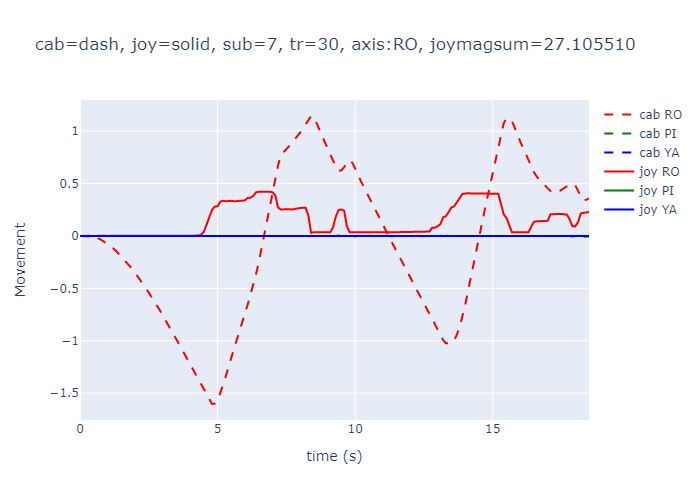 cab=dash, joy=solid, sub=7, tr=30, axis:RO, joymagsum=27.105510
1
0.5
0
−0.5
−1
−1.5
Movement
0
5
10
15
time (s)
cab RO
cab PI
cab YA
joy RO
joy PI
joy YA